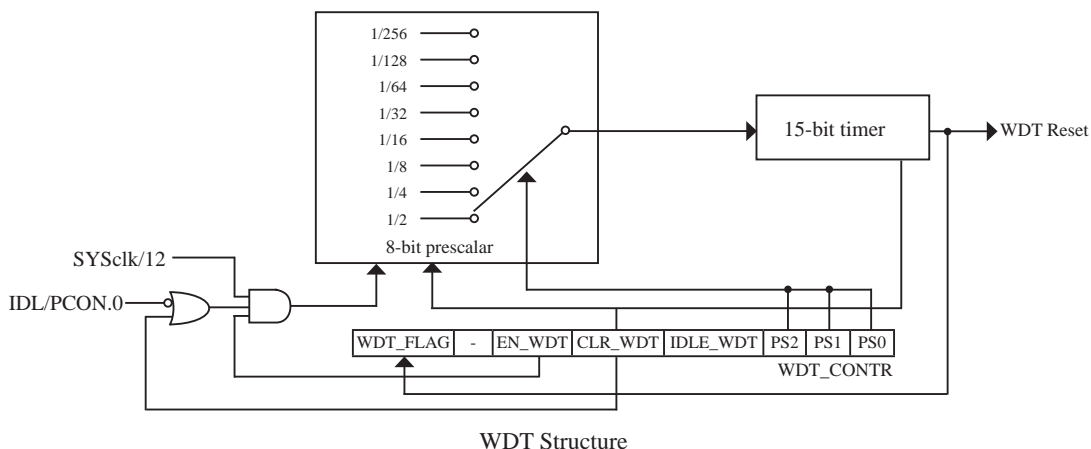 1/256
1/128
1/64
1/32
1/16
1/8
1/4
1/2
8-bit prescalar
15-bit timer
WDT Reset
SYSclk/12
IDL/PCON.0
WDT_FLAG - EN_WDT CLR_WDT IDLE_WDT PS2 PS1 PS0
WDT_CONTR
WDT Structure